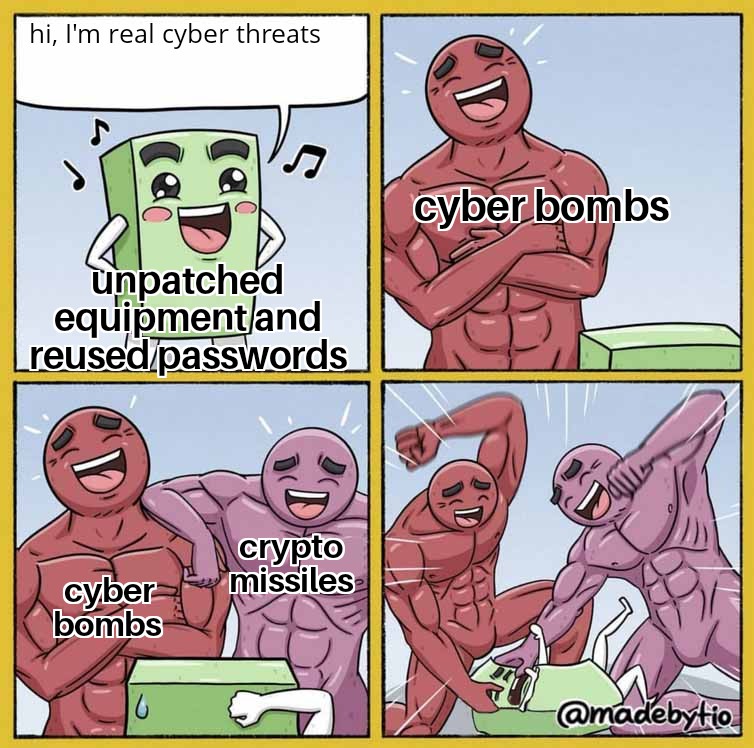 hi, I'm real cyber threats
unpatched
equipment and
reused passwords
cyber bombs
cyber
bombs
crypto
missiles
@madebytio